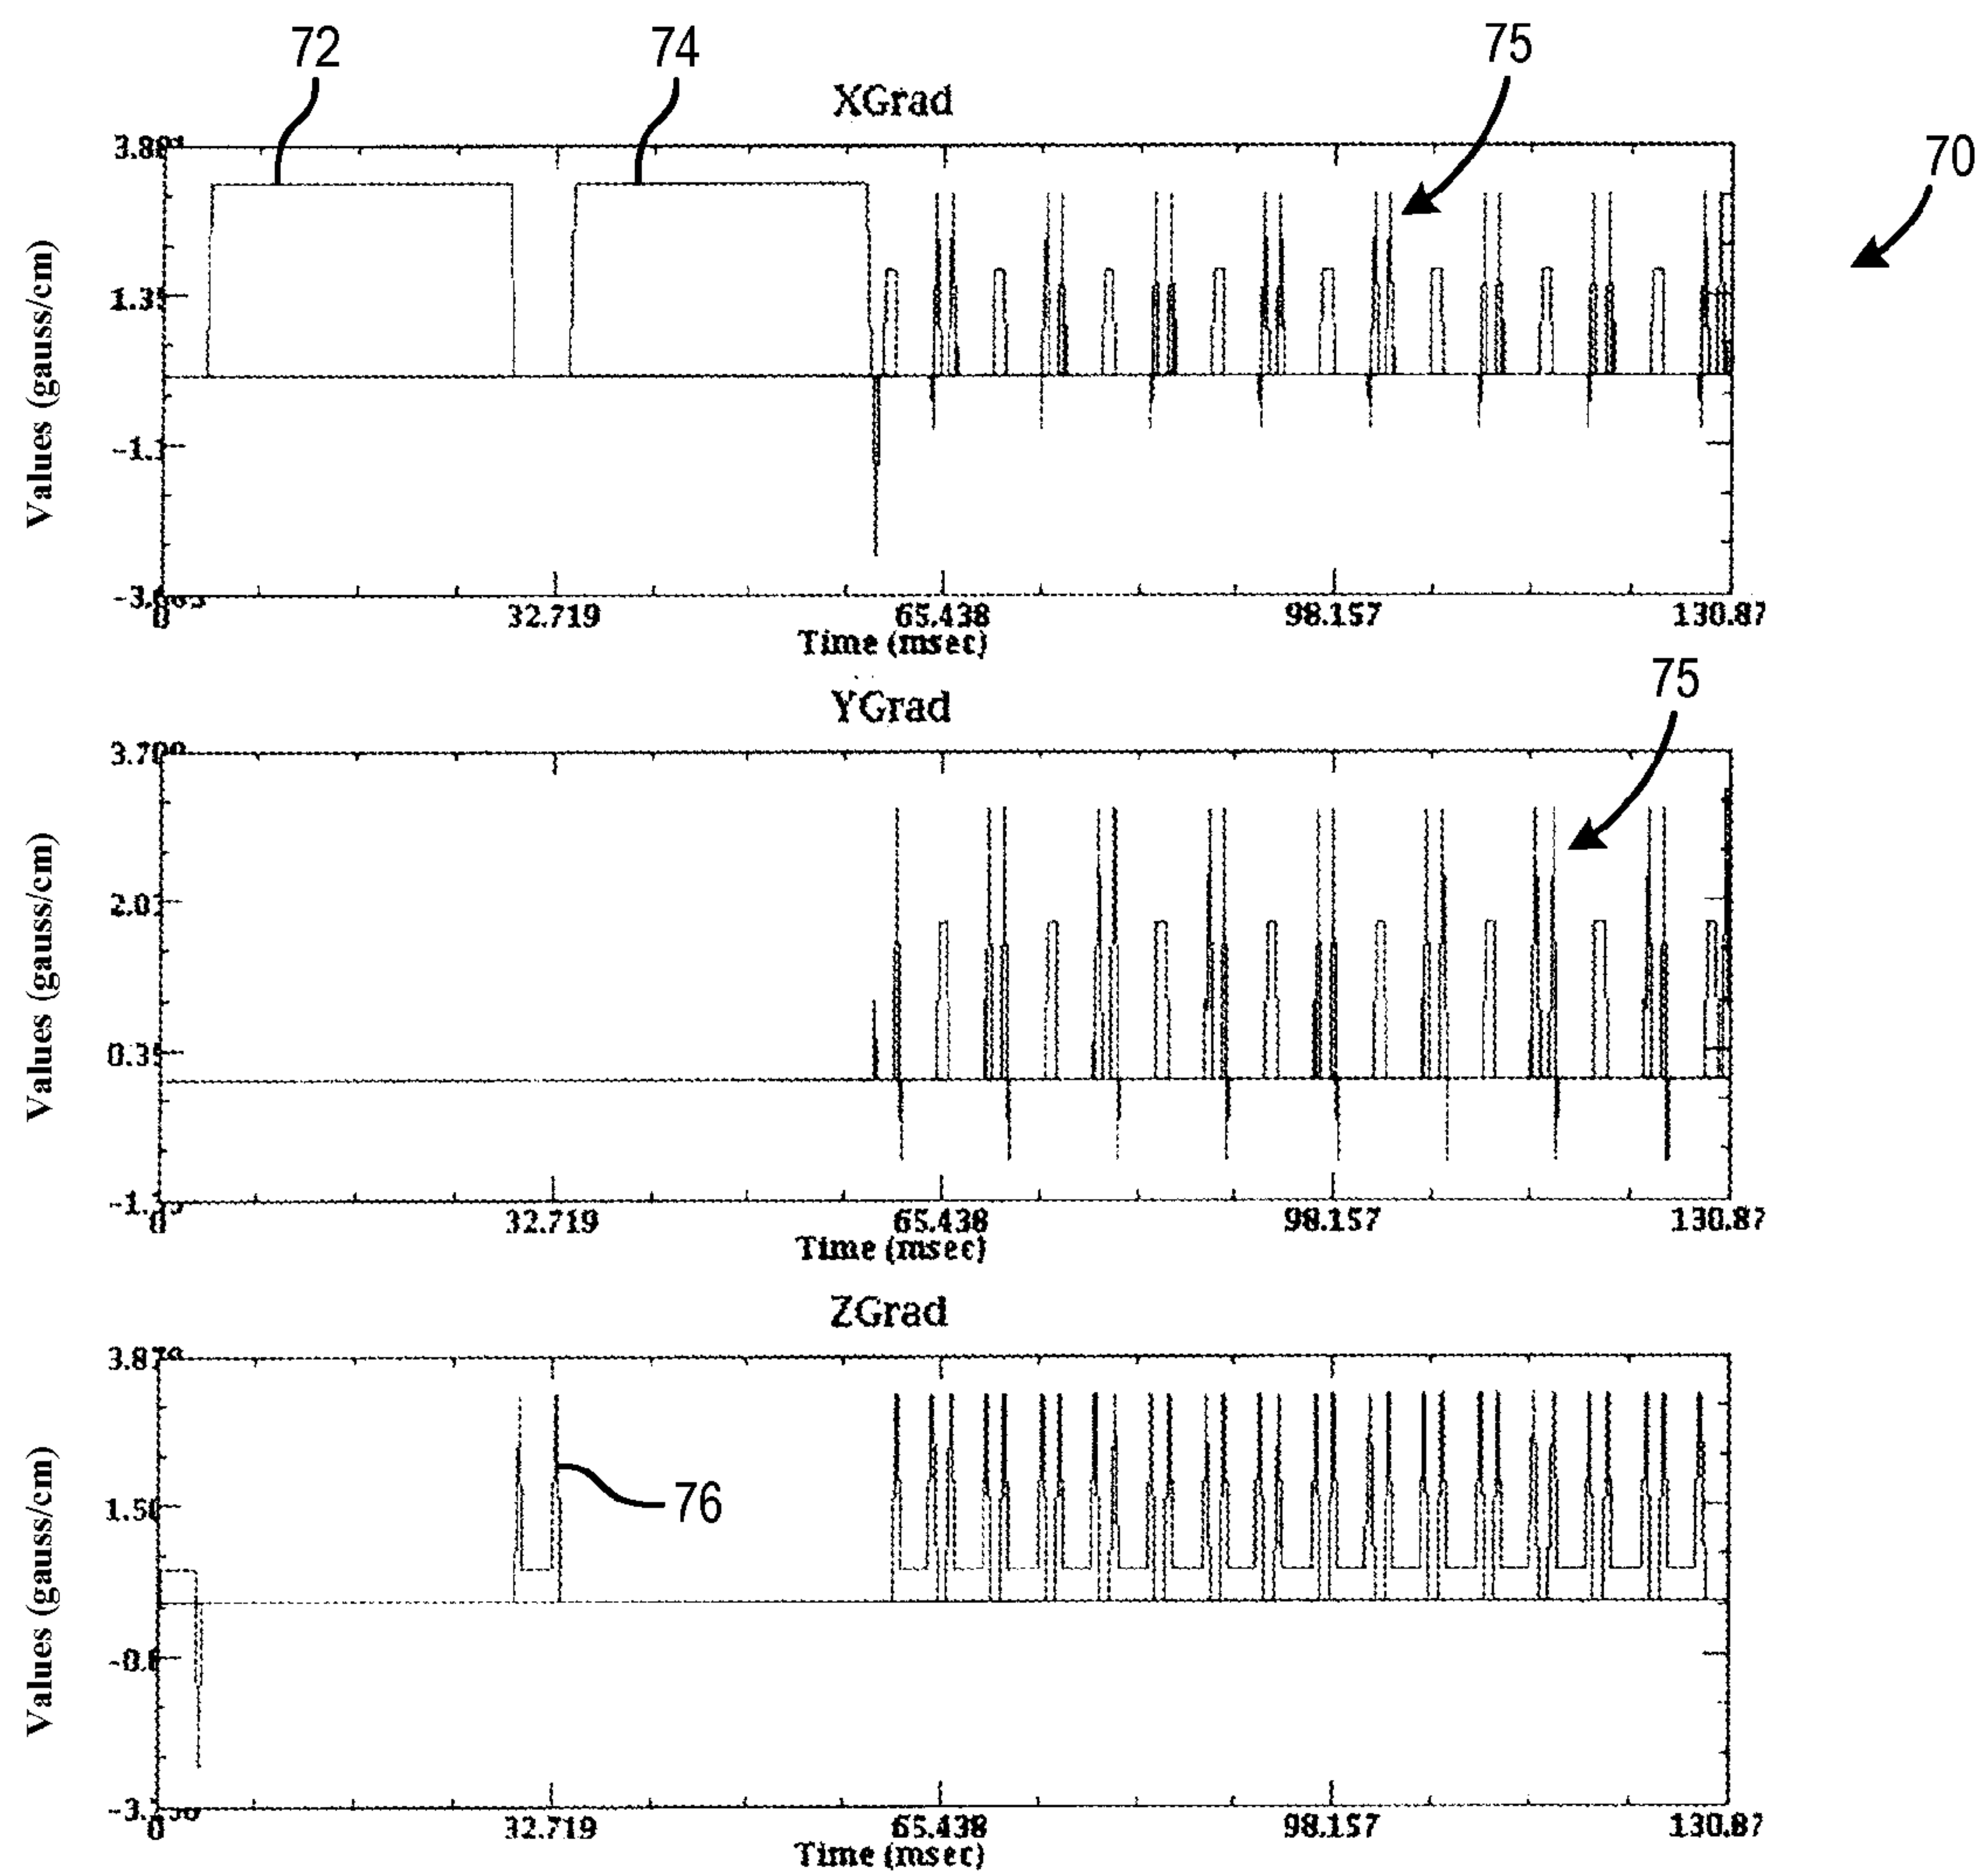 72
74
75
XGrad
70
1.3
-1.1
Values (gauss/cm)
0
32.719
65.438
98.157
130.87
Time (msec)
75
YGrad
2.0
0.35
Values (gauss/cm)
0
32.719
65.438
98.157
130.87
Time (msec)
ZGrad
76
1.50
Values (gauss/cm)
0
32.719
65.438
98.157
130.87
Time (msec)